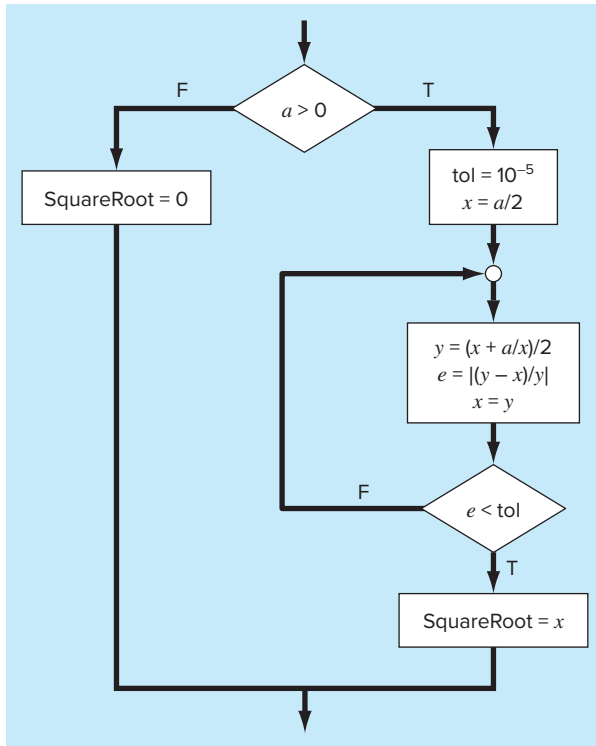 a > 0
F
T
SquareRoot = 0
tol = 10⁻⁵
x = a/2
y = (x + a/x)/2
e = |(y – x)/y|
x = y
F
e < tol
T
SquareRoot = x